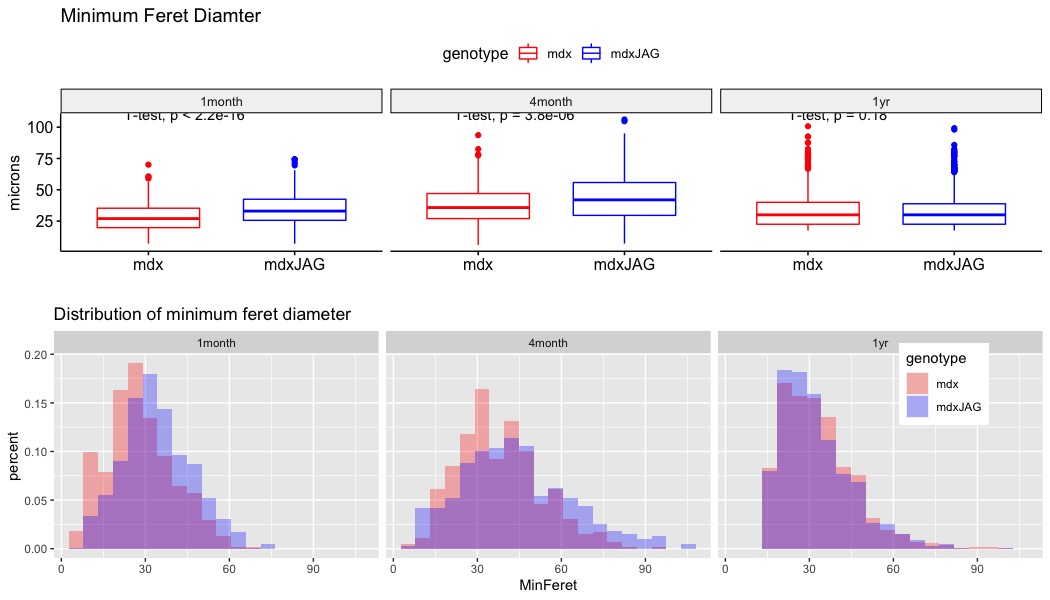 Minimum Feret Diamter
genotype mdx mdxJAG
1month 4month 1yr
T-test, p < 2.2e-16 T-test, p = 3.8e-06 T-test, p = 0.18
microns
100
75
50
25
mdx mdxJAG mdx mdxJAG mdx mdxJAG
Distribution of minimum feret diameter
1month 4month 1yr
genotype
mdx
mdxJAG
percent
0.20
0.15
0.10
0.05
0.00
0 30 60 90 0 30 60 90 0 30 60 90
MinFeret